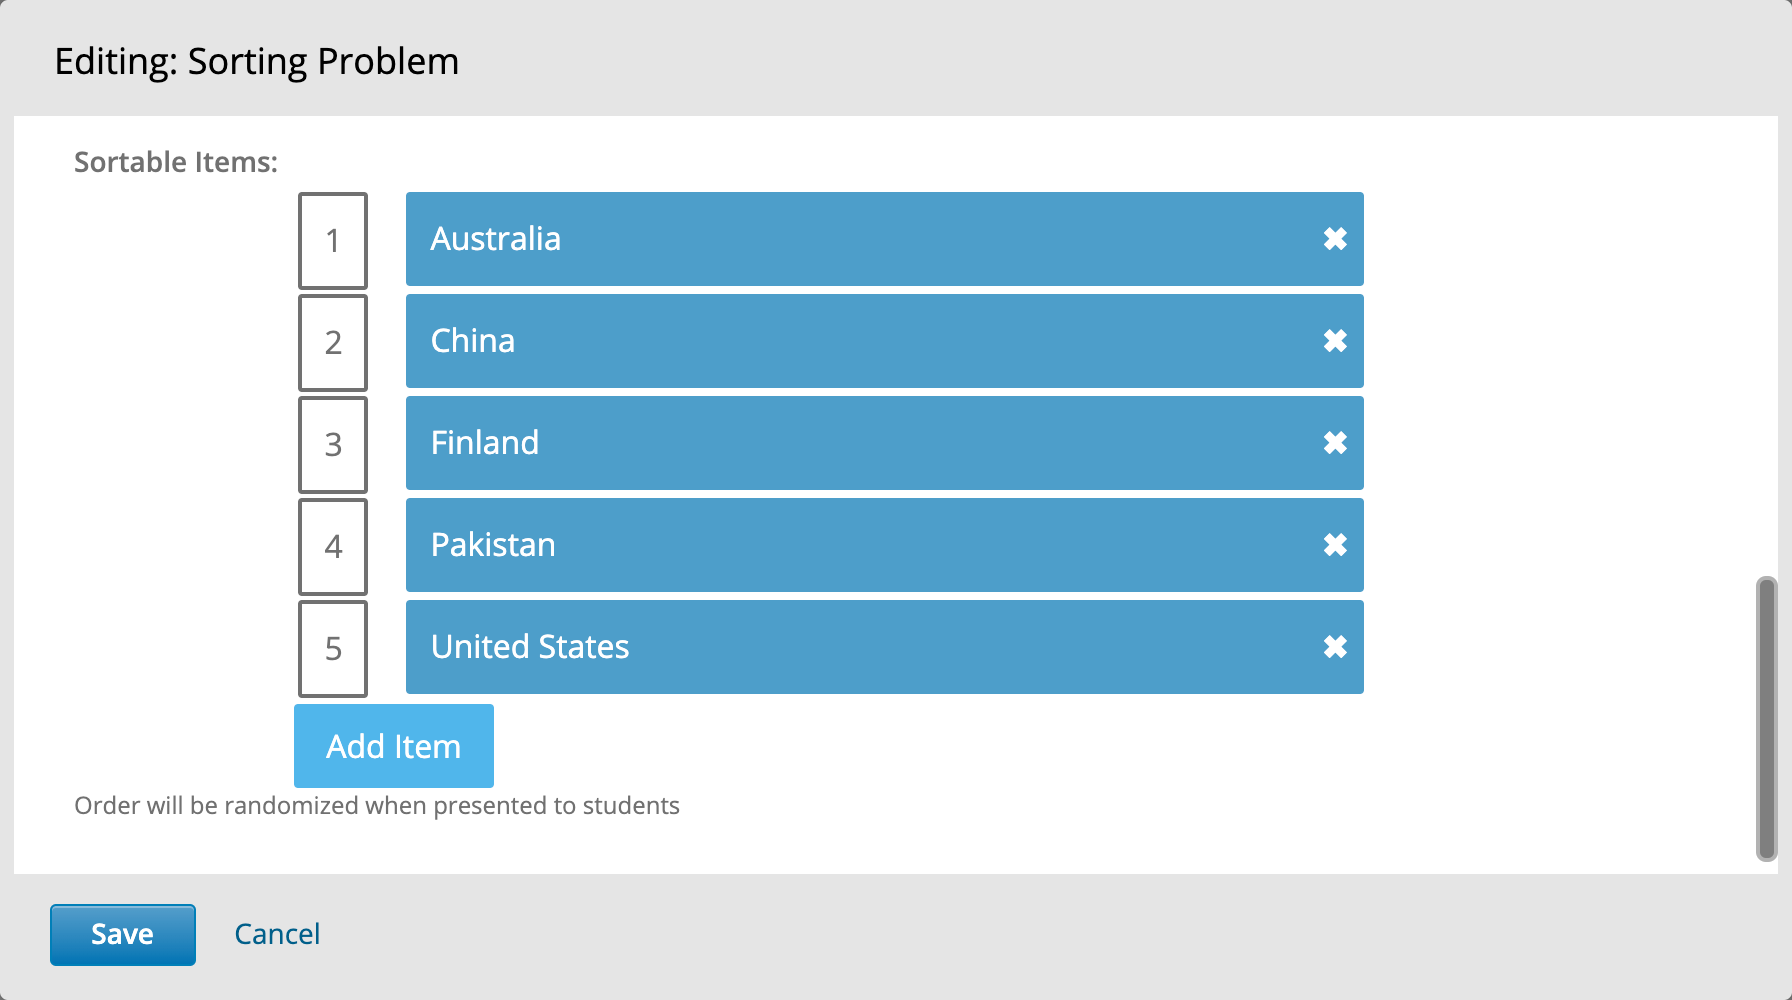 Editing: Sorting Problem
Sortable Items:
1 Australia ✖
2 China ✖
3 Finland ✖
4 Pakistan ✖
5 United States ✖
Add Item
Order will be randomized when presented to students
Save Cancel